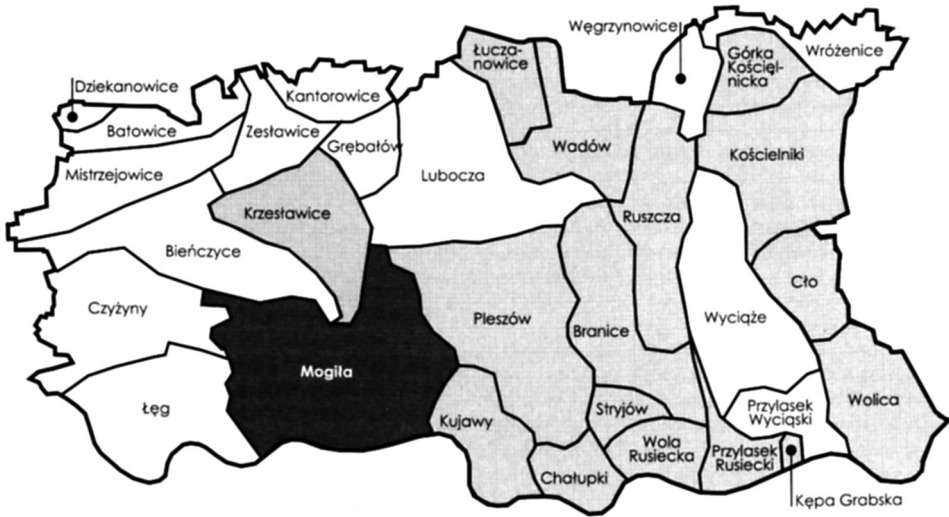 Węgrzynowice
Łucza-
nowice
Górka
Kościel-
nicka
Wróżenice
Dziekanowice
Kantorowice
Batowice
Zesławice
Grębałów
Wadów
Kościelniki
Mistrzejowice
Lubocza
Krzesławice
Ruszcza
Bieńczyce
Cło
Czyżyny
Pleszów
Branice
Wyciąże
Mogiła
Łęg
Kujawy
Stryjów
Przylasek
Wyciąski
Wolica
Wola
Rusiecka
Przylasek
Rusiecki
Chałupki
Kępa Grabska